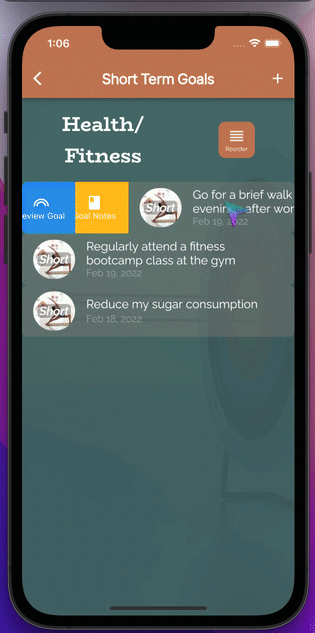 1:06
Short Term Goals
Health/
Fitness
Reorder
eview Goal
oal Notes
Short
Go for a brief walk
evening after wor
Feb 19, 2022
Short
Regularly attend a fitness
bootcamp class at the gym
Feb 19, 2022
Short
Reduce my sugar consumption
Feb 18, 2022